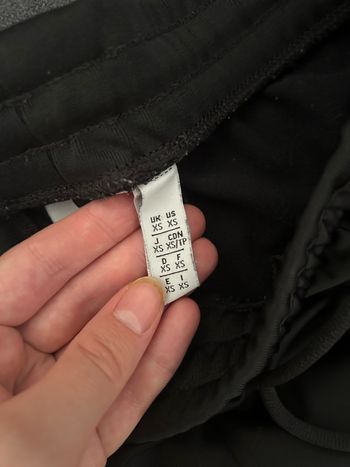 UK US
XS XS
J CDN
XS XS/TP
D F
XS XS
E I
XS XS